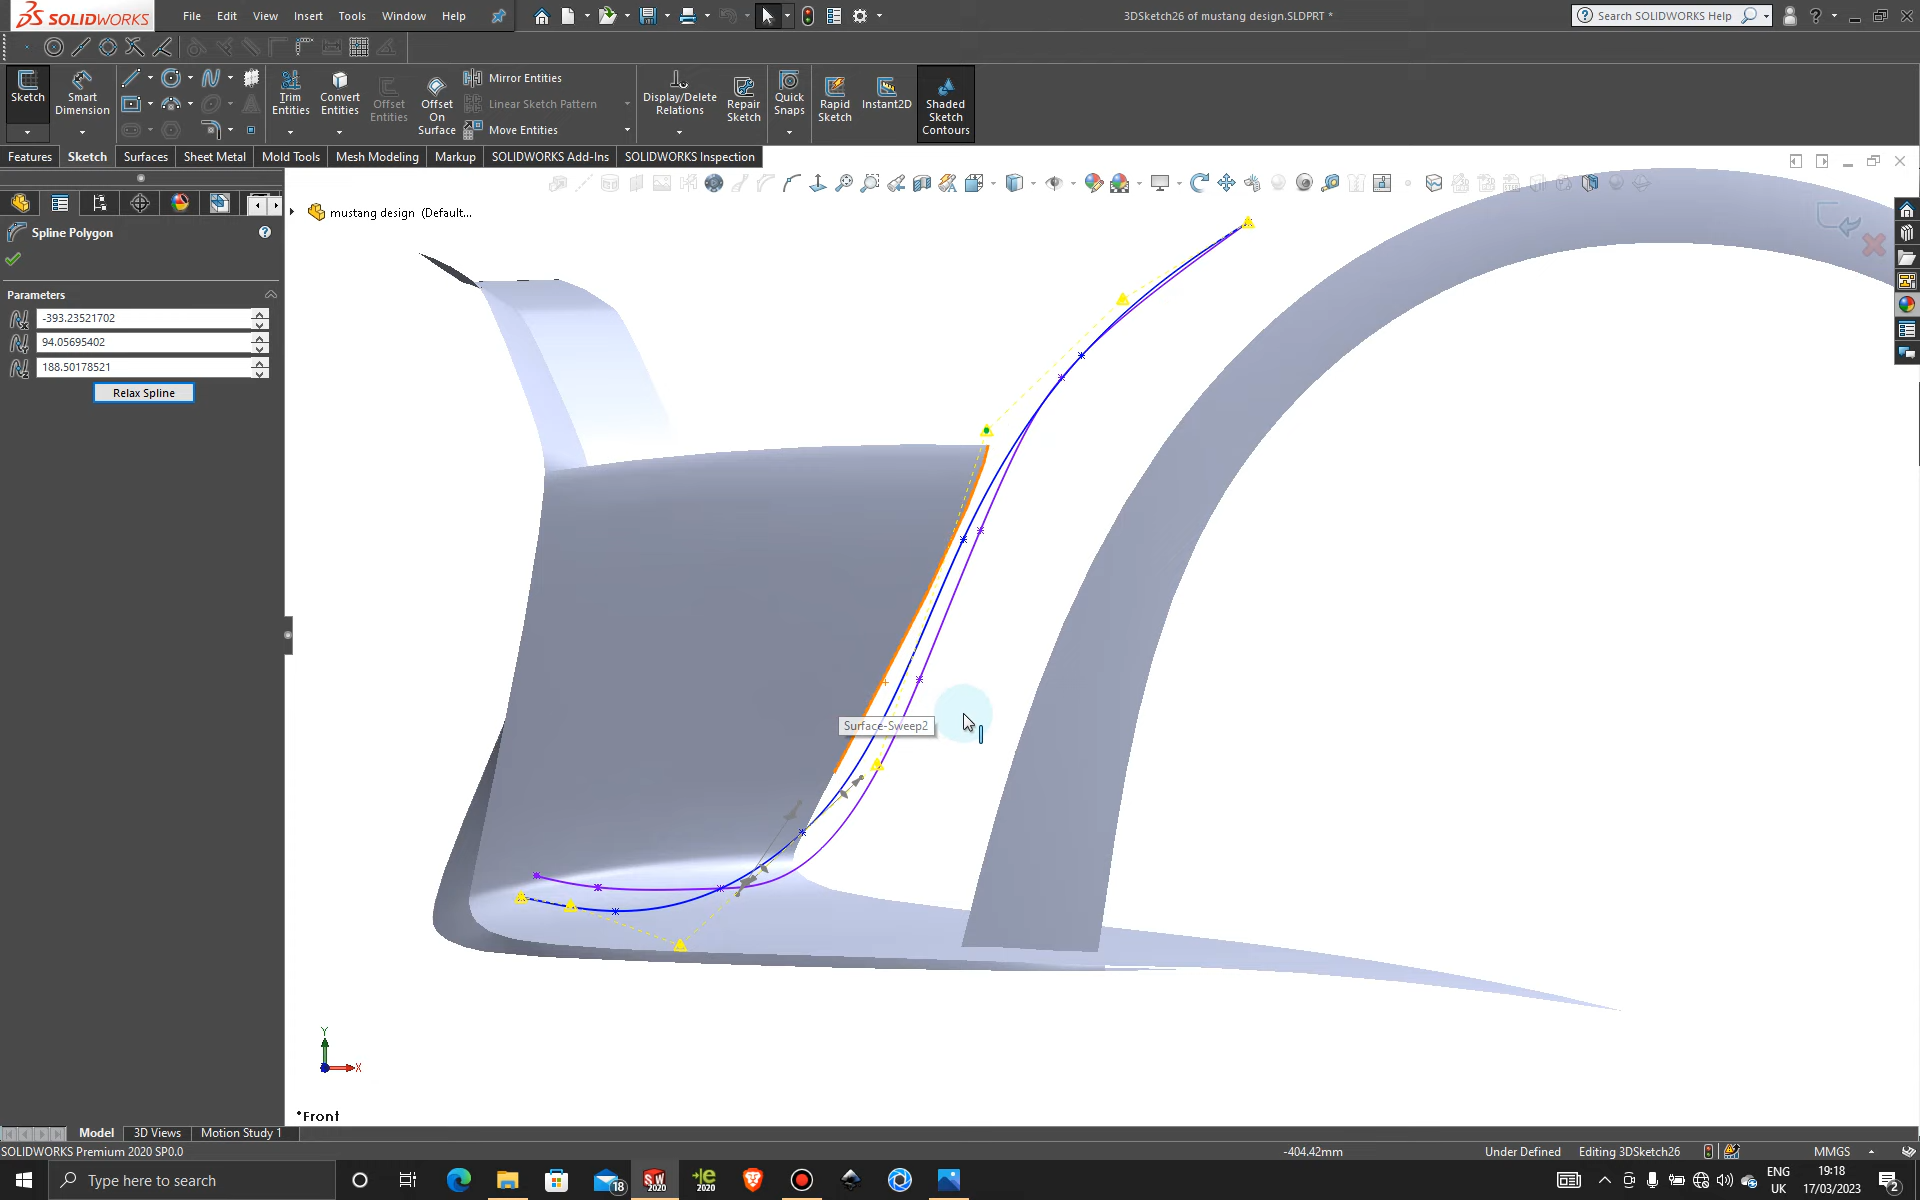 SOLIDWORKS
File Edit View Insert Tools Window Help
3DSketch26 of mustang design.SLDPRT *
Search SOLIDWORKS Help
Sketch
Smart Dimension
Trim Entities
Convert Entities
Offset Entities
Offset On Surface
Mirror Entities
Linear Sketch Pattern
Move Entities
Display/Delete Relations
Repair Sketch
Quick Snaps
Rapid Sketch
Instant2D
Shaded Sketch Contours
Features Sketch Surfaces Sheet Metal Mold Tools Mesh Modeling Markup SOLIDWORKS Add-Ins SOLIDWORKS Inspection
mustang design (Default...
Spline Polygon
Parameters
-393.23521702
94.05695402
188.50178521
Relax Spline
Surface-Sweep2
Y
X
*Front
Model 3D Views Motion Study 1
SOLIDWORKS Premium 2020 SP0.0
-404.42mm Under Defined Editing 3DSketch26 MMGS
Type here to search
18
SW
2020
2020
ENG
UK
19:18
17/03/2023
2